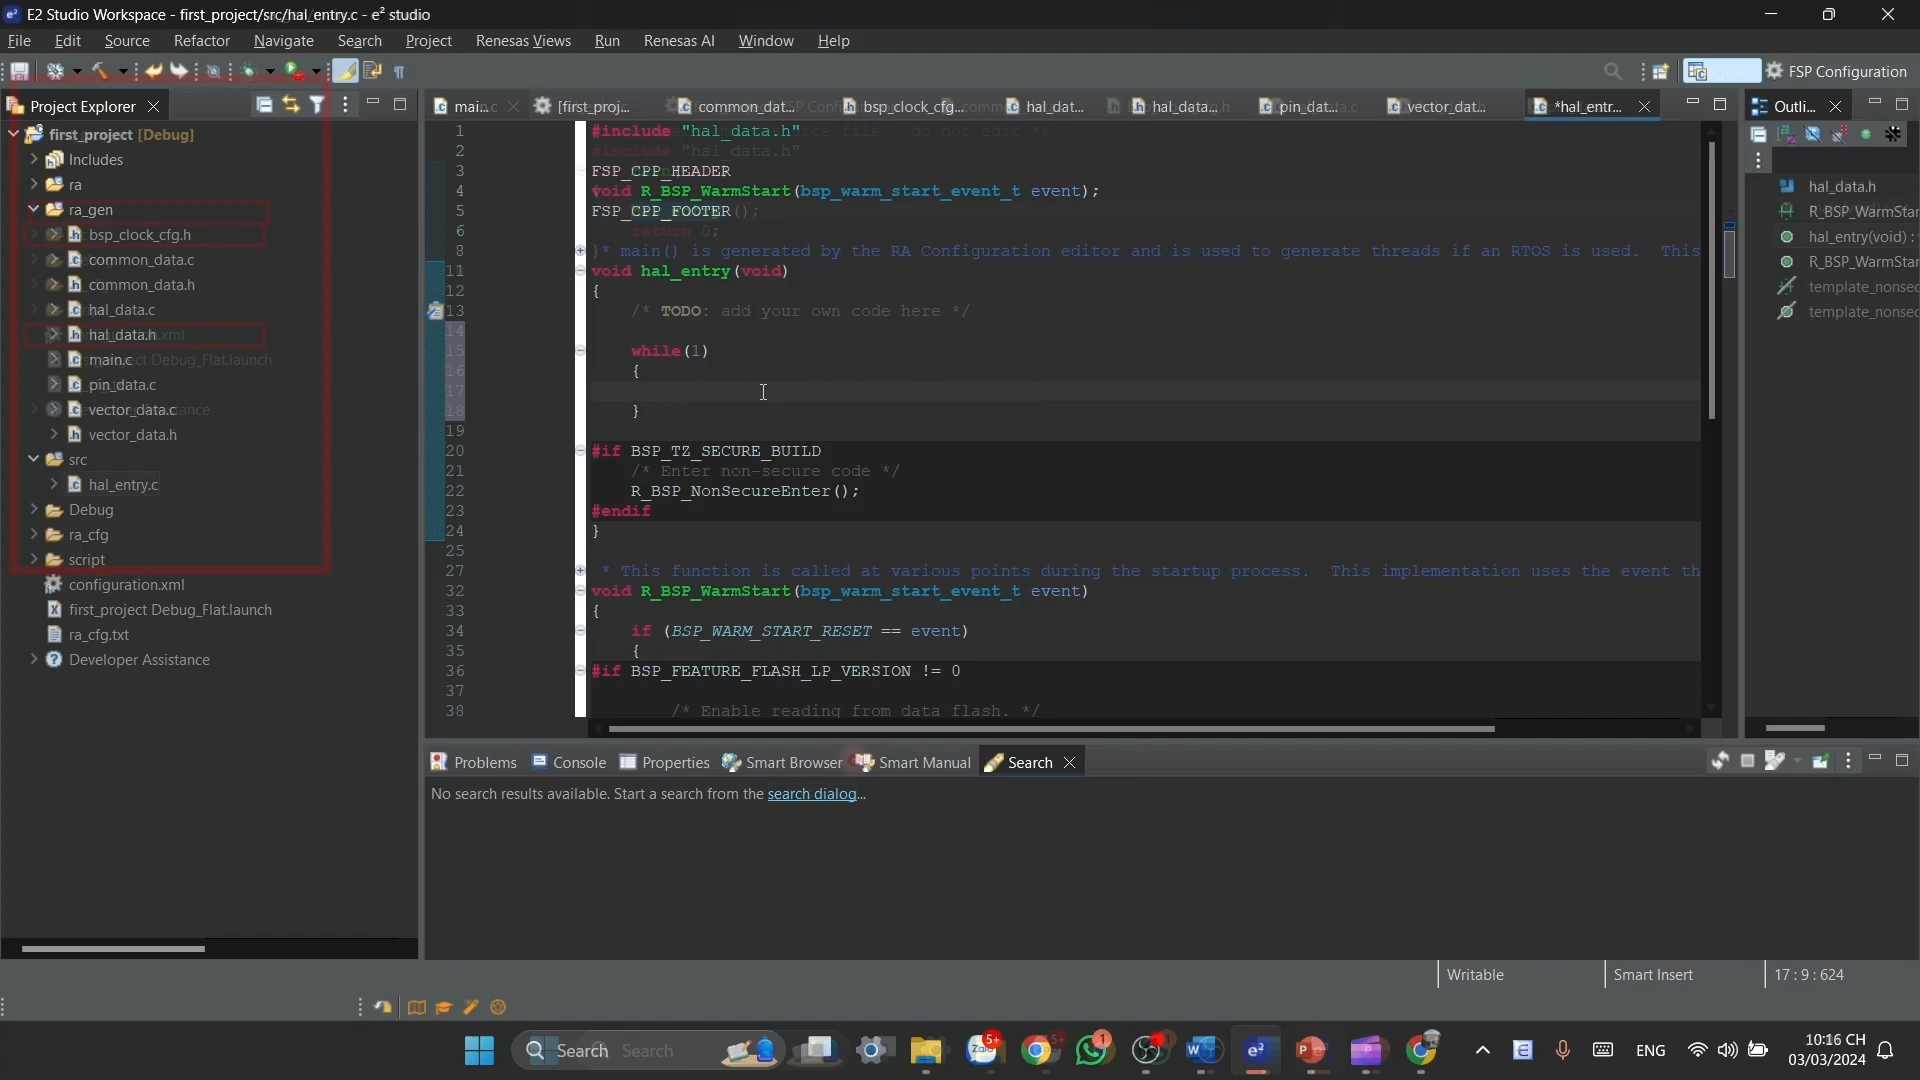 E2 Studio Workspace - first_project/src/hal_entry.c - e² studio
File Edit Source Refactor Navigate Search Project Renesas Views Run Renesas AI Window Help
FSP Configuration
Project Explorer
first_project [Debug]
Includes
ra
ra_gen
bsp_clock_cfg.h
common_data.c
common_data.h
hal_data.c
hal_data.h
main.c
pin_data.c
vector_data.c
vector_data.h
src
hal_entry.c
Debug
ra_cfg
script
configuration.xml
first_project Debug_Flat.launch
ra_cfg.txt
Developer Assistance
main.c [first_proj... common_dat... bsp_clock_cfg... hal_dat... hal_data... pin_dat... vector_dat... *hal_entr...
1 #include "hal_data.h"
2
3 FSP_CPP_HEADER
4 void R_BSP_WarmStart(bsp_warm_start_event_t event);
5 FSP_CPP_FOOTER
6
8 * main() is generated by the RA Configuration editor and is used to generate threads if an RTOS is used. This
11 void hal_entry(void)
12 {
13 /* TODO: add your own code here */
14
15 while(1)
16 {
17
18 }
19
20 #if BSP_TZ_SECURE_BUILD
21 /* Enter non-secure code */
22 R_BSP_NonSecureEnter();
23 #endif
24 }
25
27 * This function is called at various points during the startup process. This implementation uses the event th
32 void R_BSP_WarmStart(bsp_warm_start_event_t event)
33 {
34 if (BSP_WARM_START_RESET == event)
35 {
36 #if BSP_FEATURE_FLASH_LP_VERSION != 0
37
38 /* Enable reading from data flash. */
Outli...
hal_data.h
R_BSP_WarmStar
hal_entry(void) :
R_BSP_WarmStar
template_nonsec
template_nonsec
Problems Console Properties Smart Browser Smart Manual Search
No search results available. Start a search from the search dialog...
Writable Smart Insert 17 : 9 : 624
Search
Zalo
5+
1
ENG
10:16 CH
03/03/2024